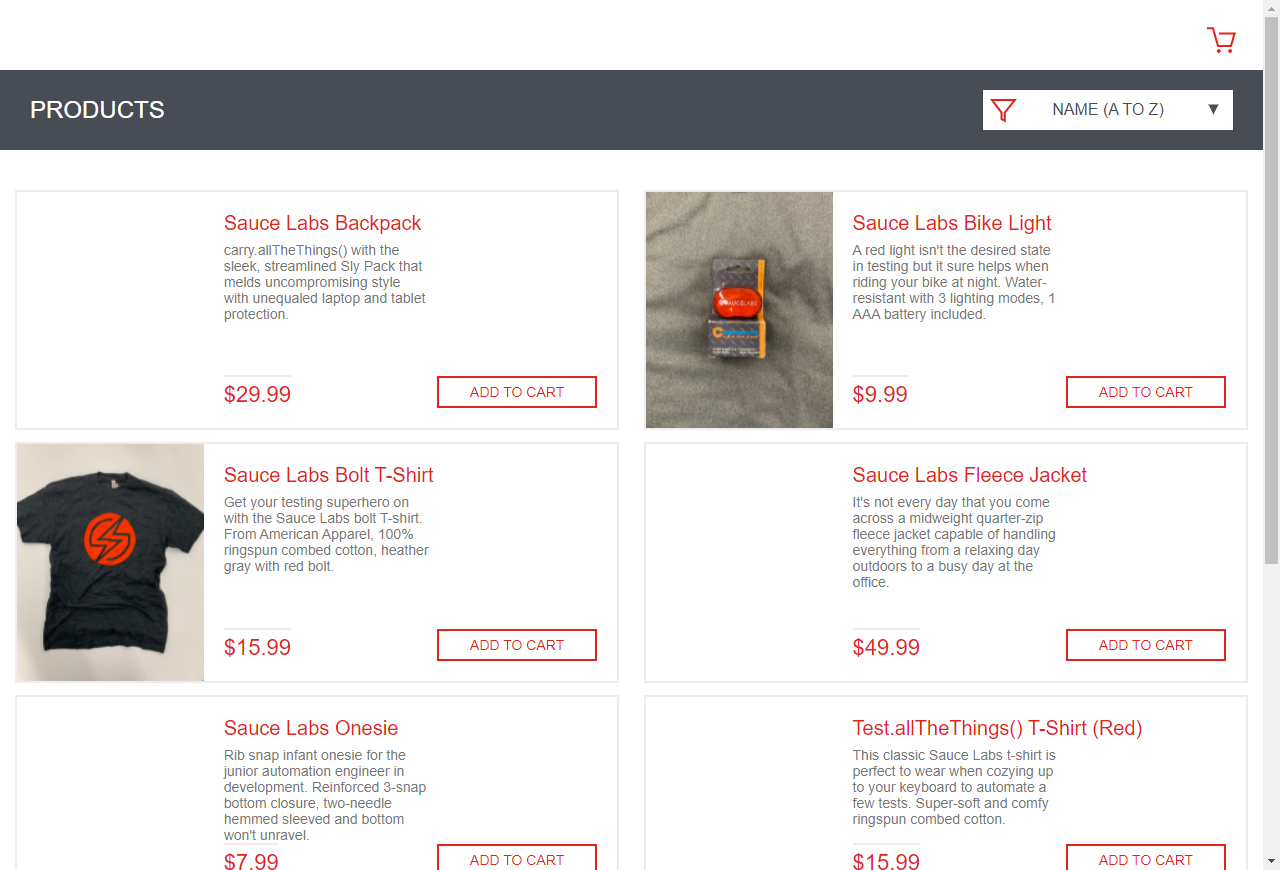 PRODUCTS
NAME (A TO Z)
Sauce Labs Backpack
carry.allTheThings() with the
sleek, streamlined Sly Pack that
melds uncompromising style
with unequaled laptop and tablet
protection.
$29.99
ADD TO CART
Sauce Labs Bike Light
A red light isn't the desired state
in testing but it sure helps when
riding your bike at night. Water-
resistant with 3 lighting modes, 1
AAA battery included.
$9.99
ADD TO CART
SAUCELABS
Sauce Labs Bolt T-Shirt
Get your testing superhero on
with the Sauce Labs bolt T-shirt.
From American Apparel, 100%
ringspun combed cotton, heather
gray with red bolt.
$15.99
ADD TO CART
Sauce Labs Fleece Jacket
It's not every day that you come
across a midweight quarter-zip
fleece jacket capable of handling
everything from a relaxing day
outdoors to a busy day at the
office.
$49.99
ADD TO CART
Sauce Labs Onesie
Rib snap infant onesie for the
junior automation engineer in
development. Reinforced 3-snap
bottom closure, two-needle
hemmed sleeved and bottom
won't unravel.
$7.99
ADD TO CART
Test.allTheThings() T-Shirt (Red)
This classic Sauce Labs t-shirt is
perfect to wear when cozying up
to your keyboard to automate a
few tests. Super-soft and comfy
ringspun combed cotton.
$15.99
ADD TO CART